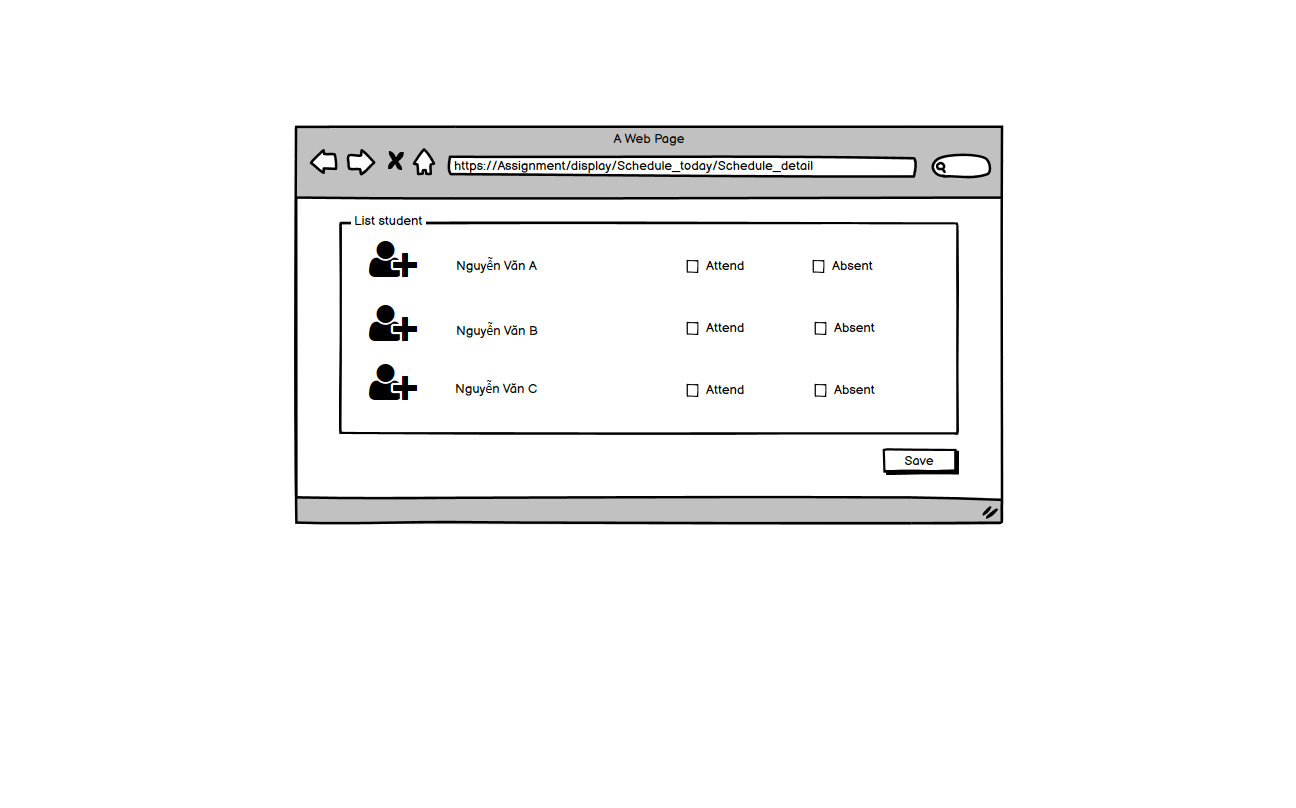 A Web Page
https://Assignment/display/Schedule_today/Schedule_detail
List student
Nguyễn Văn A Attend Absent
Nguyễn Văn B Attend Absent
Nguyễn Văn C Attend Absent
Save